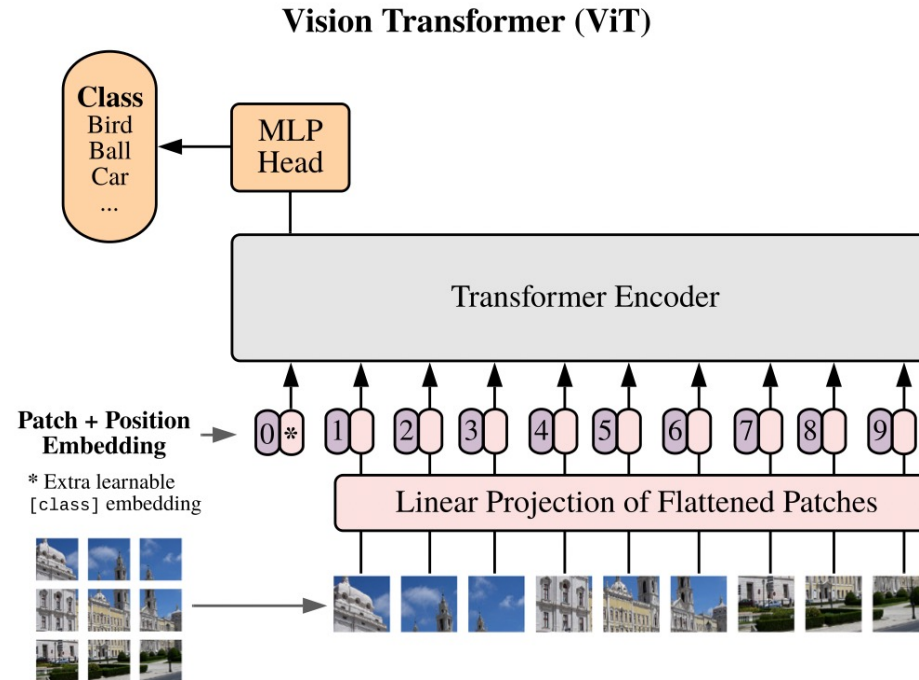 Vision Transformer (ViT)
Class
Bird
Ball
Car
...
MLP
Head
Transformer Encoder
Patch + Position
Embedding
* Extra learnable
[class] embedding
0 * 1 2 3 4 5 6 7 8 9
Linear Projection of Flattened Patches